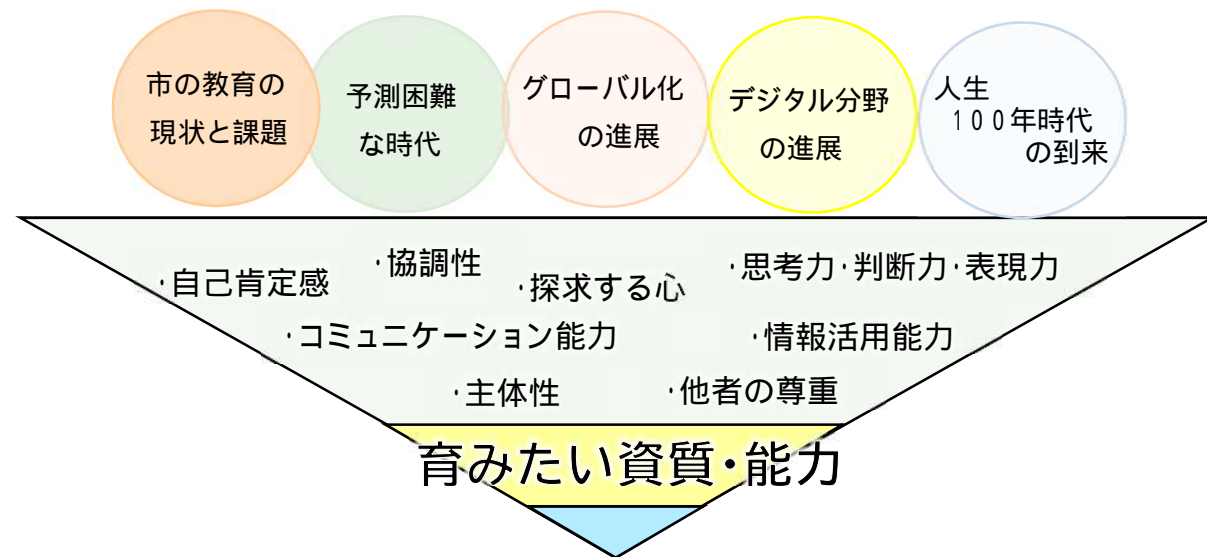 市の教育の
現状と課題
予測困難
な時代
グローバル化
の進展
デジタル分野
の進展
人生
１００年時代
の到来
・自己肯定感
・協調性
・探求する心
・思考力・判断力・表現力
・コミュニケーション能力
・情報活用能力
・主体性
・他者の尊重
育みたい資質・能力